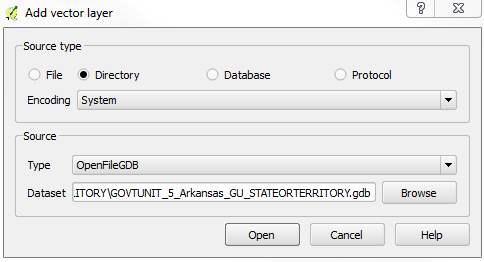 Add vector layer
?
Source type
File Directory Database Protocol
Encoding System
Source
Type OpenFileGDB
Dataset ITORY\GOVTUNIT_5_Arkansas_GU_STATEORTERRITORY.gdb Browse
Open Cancel Help